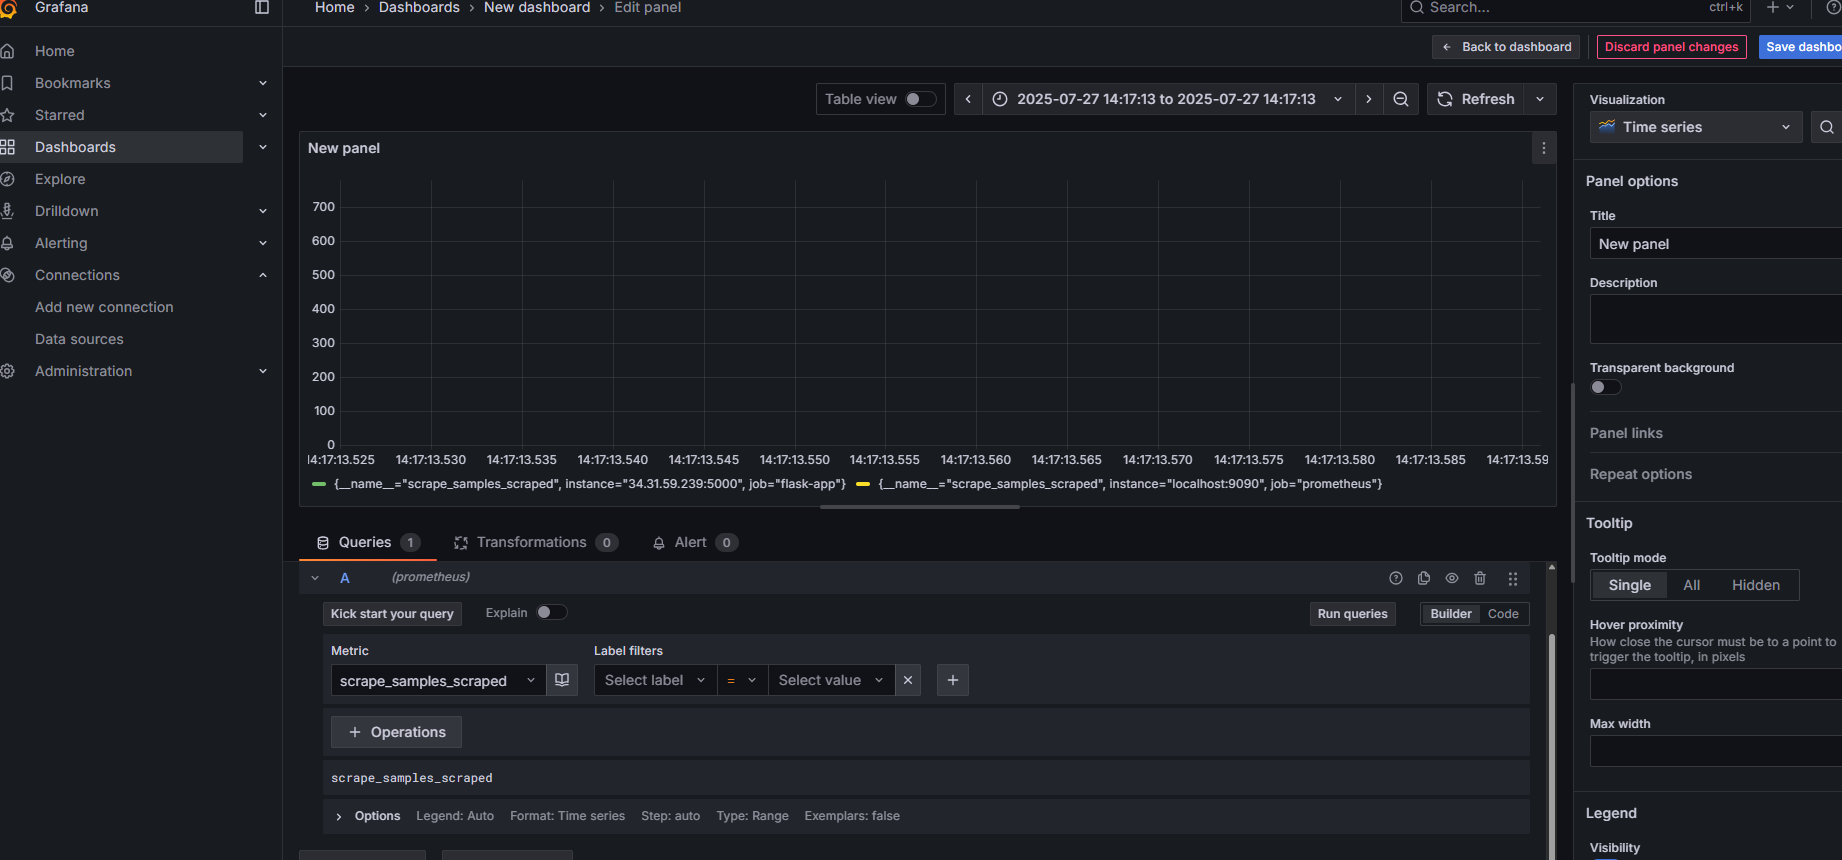 Grafana
Home › Dashboards › New dashboard › Edit panel
Search... ctrl+k
Back to dashboard
Discard panel changes
Save dashbo
Home
Bookmarks
Starred
Dashboards
Explore
Drilldown
Alerting
Connections
Add new connection
Data sources
Administration
Table view
2025-07-27 14:17:13 to 2025-07-27 14:17:13
Refresh
New panel
700
600
500
400
300
200
100
0
14:17:13.525 14:17:13.530 14:17:13.535 14:17:13.540 14:17:13.545 14:17:13.550 14:17:13.555 14:17:13.560 14:17:13.565 14:17:13.570 14:17:13.575 14:17:13.580 14:17:13.585 14:17:13.59
{__name__="scrape_samples_scraped", instance="34.31.59.239:5000", job="flask-app"} {__name__="scrape_samples_scraped", instance="localhost:9090", job="prometheus"}
Queries 1 Transformations 0 Alert 0
A (prometheus)
Kick start your query Explain Run queries Builder Code
Metric Label filters
scrape_samples_scraped Select label = Select value
+ Operations
scrape_samples_scraped
Options Legend: Auto Format: Time series Step: auto Type: Range Exemplars: false
Visualization
Time series
Panel options
Title
New panel
Description
Transparent background
Panel links
Repeat options
Tooltip
Tooltip mode
Single All Hidden
Hover proximity
How close the cursor must be to a point to
trigger the tooltip, in pixels
Max width
Legend
Visibility